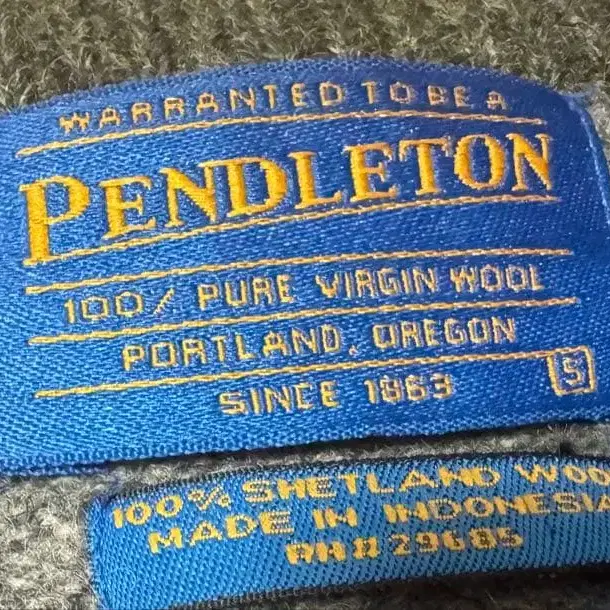 WARRANTED TO BE A
PENDLETON
100% PURE VIRGIN WOOL
PORTLAND, OREGON
SINCE 1863
S
100% SHETLAND WOO
MADE IN INDONESIA
RN# 29685